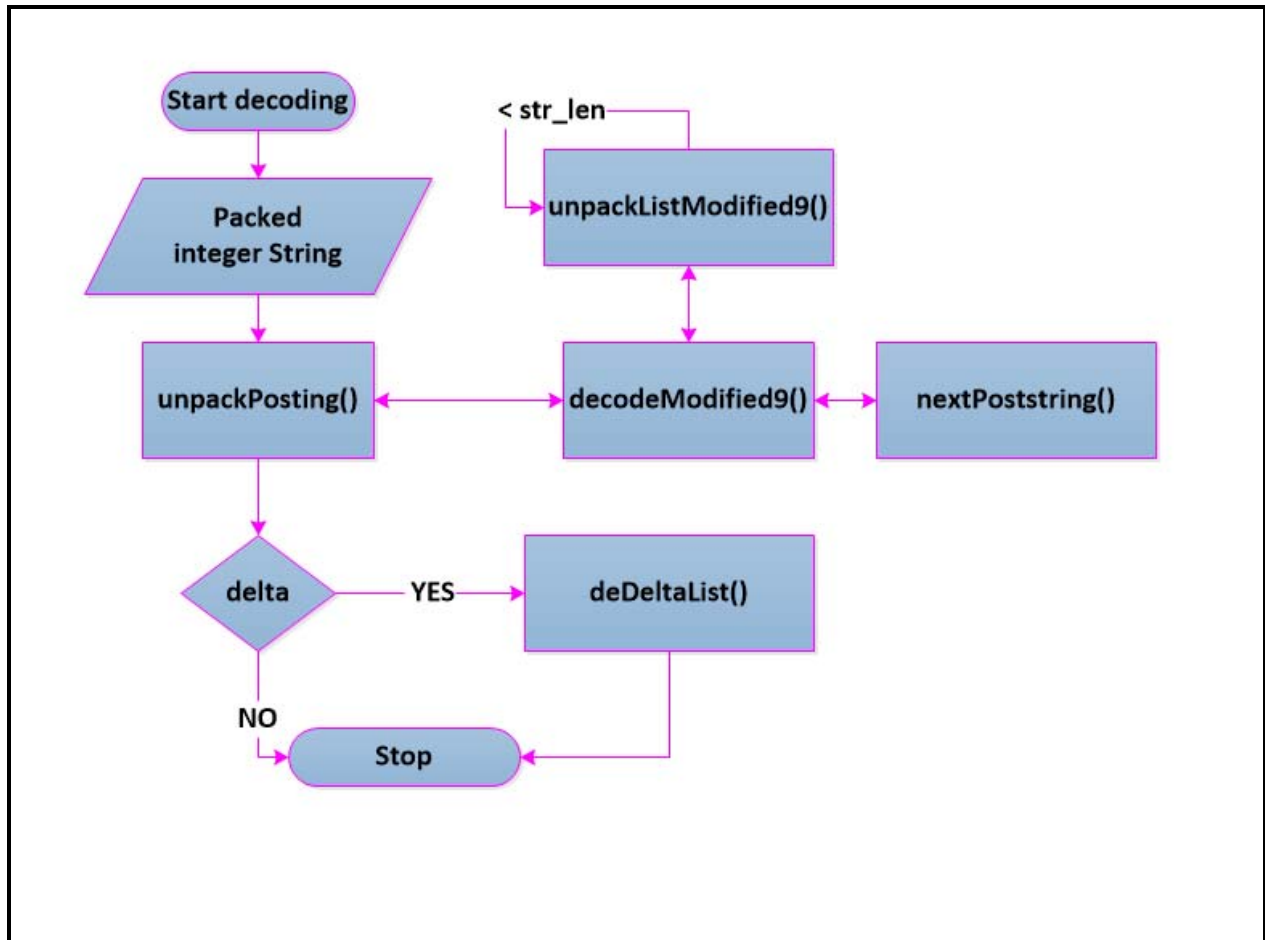 Start decoding
< str_len
Packed
integer String
unpackListModified9()
unpackPosting()
decodeModified9()
nextPoststring()
delta
YES
deDeltaList()
NO
Stop